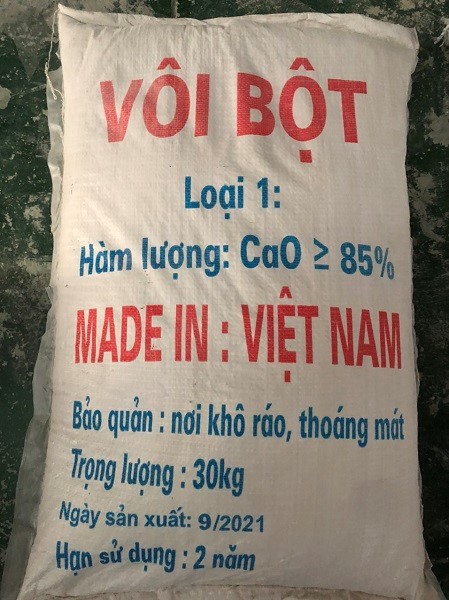 VÔI BỘT
Loại 1:
Hàm lượng: CaO ≥ 85%
MADE IN : VIỆT NAM
Bảo quản : nơi khô ráo, thoáng mát
Trọng lượng : 30kg
Ngày sản xuất: 9/2021
Hạn sử dụng : 2 năm